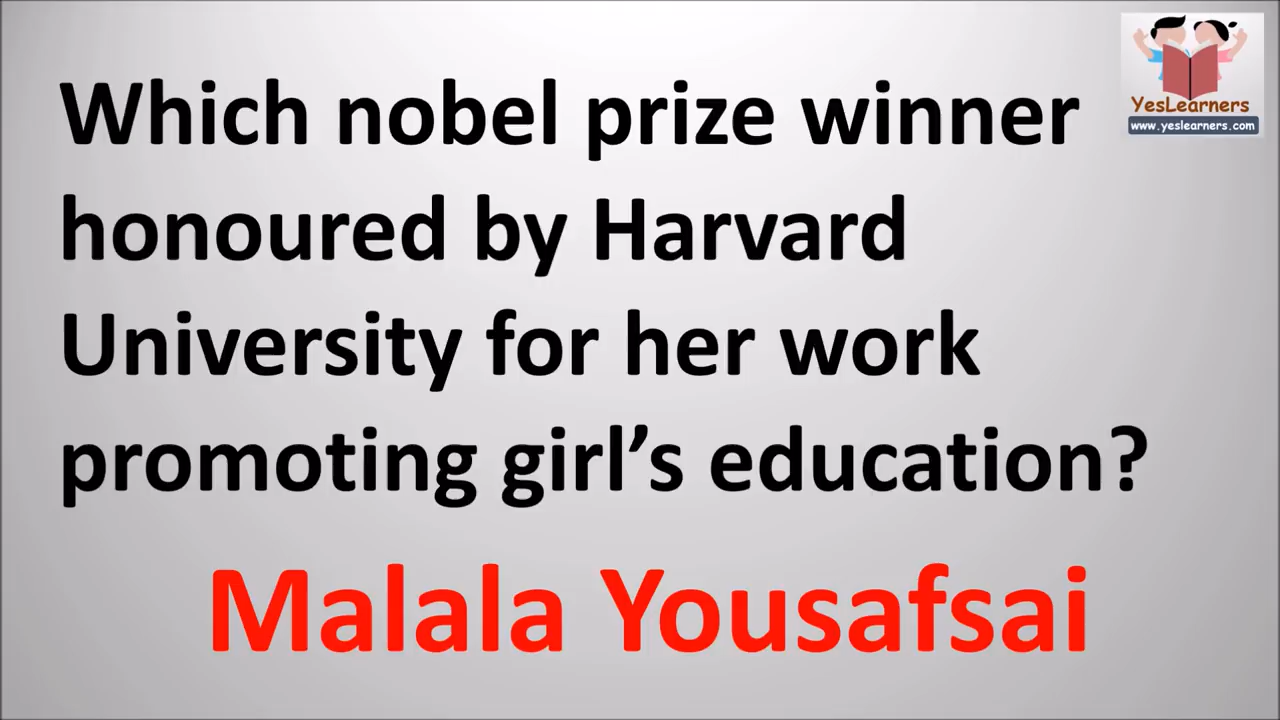 Which nobel prize winner
honoured by Harvard
University for her work
promoting girl’s education?
Malala Yousafsai
YesLearners
www.yeslearners.com